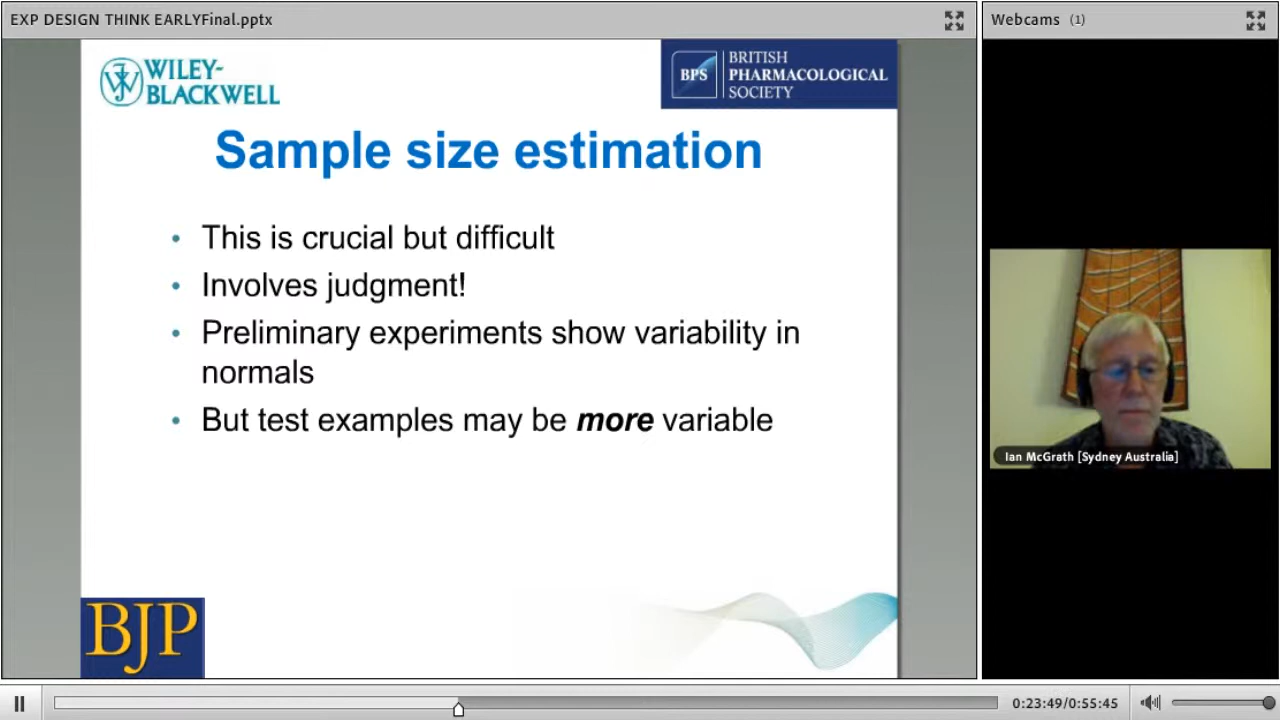 EXP DESIGN THINK EARLYFinal.pptx
Webcams (1)
WILEY-
BLACKWELL
BPS
BRITISH
PHARMACOLOGICAL
SOCIETY
Sample size estimation
• This is crucial but difficult
• Involves judgment!
• Preliminary experiments show variability in
normals
• But test examples may be more variable
Ian McGrath [Sydney Australia]
BJP
0:23:49/0:55:45